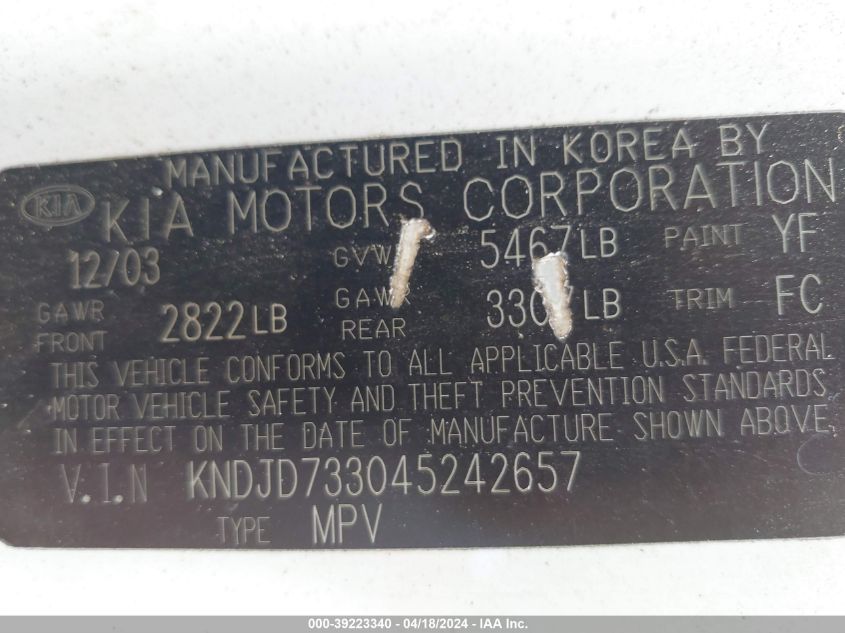 MANUFACTURED IN KOREA BY
KIA KIA MOTORS CORPORATION
12/03 GVWR 5467LB PAINT YF
GAWR FRONT 2822LB GAWR REAR 3307LB TRIM FC
THIS VEHICLE CONFORMS TO ALL APPLICABLE U.S.A. FEDERAL
MOTOR VEHICLE SAFETY AND THEFT PREVENTION STANDARDS
IN EFFECT ON THE DATE OF MANUFACTURE SHOWN ABOVE.
V.I.N KNDJD733045242657
TYPE MPV
000-39223340 - 04/18/2024 - IAA, Inc.